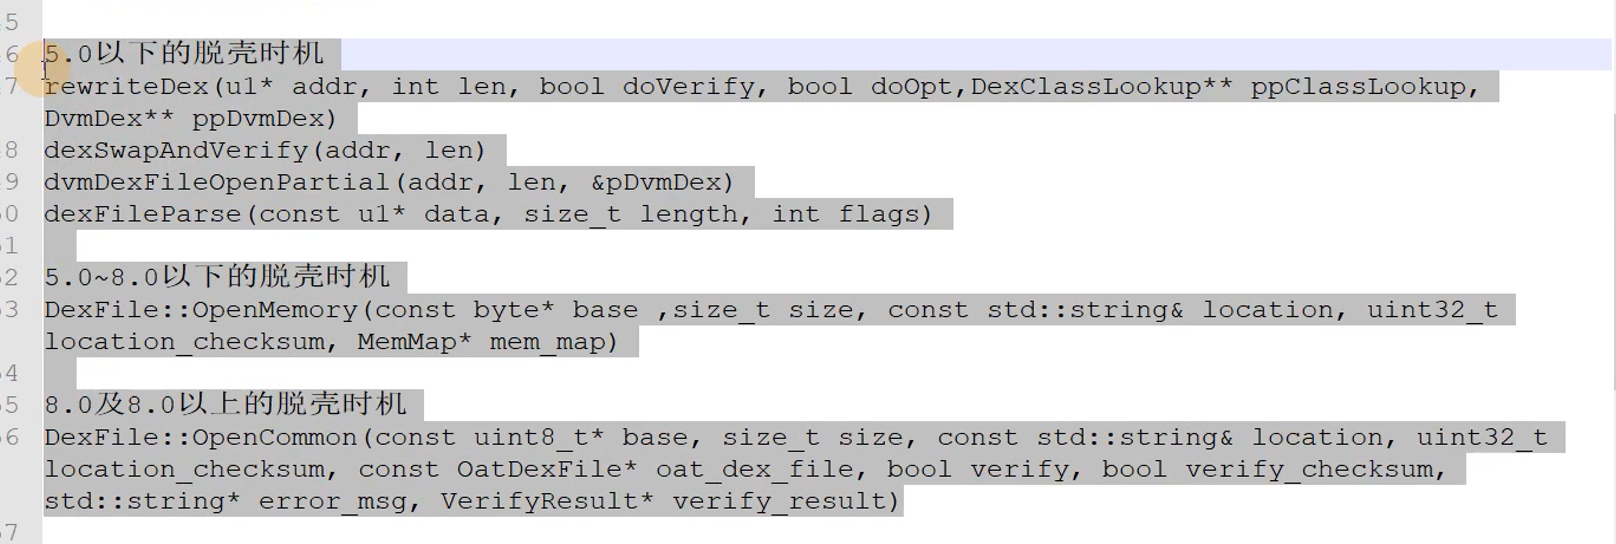 5
6 5.0以下的脱壳时机
7 rewriteDex(u1* addr, int len, bool doVerify, bool doOpt,DexClassLookup** ppClassLookup,
DvmDex** ppDvmDex)
8 dexSwapAndVerify(addr, len)
9 dvmDexFileOpenPartial(addr, len, &pDvmDex)
0 dexFileParse(const u1* data, size_t length, int flags)
1
2 5.0~8.0以下的脱壳时机
3 DexFile::OpenMemory(const byte* base ,size_t size, const std::string& location, uint32_t
location_checksum, MemMap* mem_map)
4
5 8.0及8.0以上的脱壳时机
6 DexFile::OpenCommon(const uint8_t* base, size_t size, const std::string& location, uint32_t
location_checksum, const OatDexFile* oat_dex_file, bool verify, bool verify_checksum,
std::string* error_msg, VerifyResult* verify_result)
7